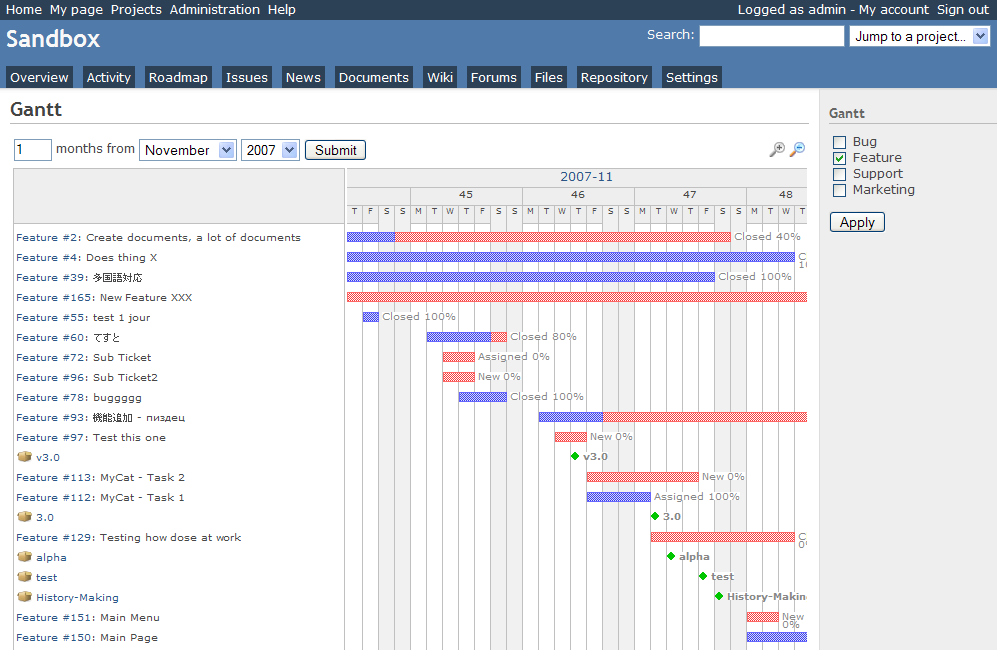 Home My page Projects Administration Help
Logged as admin - My account Sign out
Sandbox
Search:
Jump to a project...
Overview Activity Roadmap Issues News Documents Wiki Forums Files Repository Settings
Gantt
1 months from November 2007 Submit
2007-11
45 46 47 48
T F S S M T W T F S S M T W T F S S M T W T F S S M T W T
Feature #2: Create documents, a lot of documents
Closed 40%
Feature #4: Does thing X
Feature #39: 多国語対応
Closed 100%
Feature #165: New Feature XXX
Feature #55: test 1 jour
Closed 100%
Feature #60: てすと
Closed 80%
Feature #72: Sub Ticket
Assigned 0%
Feature #96: Sub Ticket2
New 0%
Feature #78: buggggg
Closed 100%
Feature #93: 機能追加 - пиздец
Feature #97: Test this one
New 0%
v3.0
v3.0
Feature #113: MyCat - Task 2
New 0%
Feature #112: MyCat - Task 1
Assigned 100%
3.0
3.0
Feature #129: Testing how dose at work
alpha
alpha
test
test
History-Making
History-Makin
Feature #151: Main Menu
New
0%
Feature #150: Main Page
Gantt
Bug
Feature
Support
Marketing
Apply